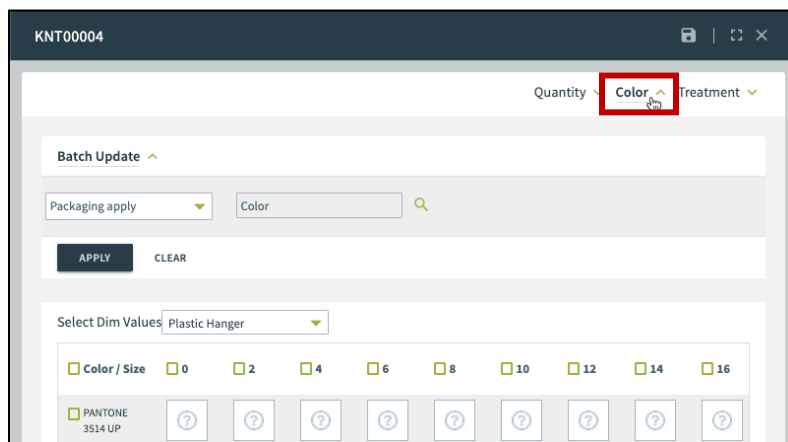 KNT00004
Quantity Color Treatment
Batch Update
Packaging apply Color
APPLY CLEAR
Select Dim Values Plastic Hanger
Color / Size 0 2 4 6 8 10 12 14 16
PANTONE
3514 UP ? ? ? ? ? ? ? ? ?